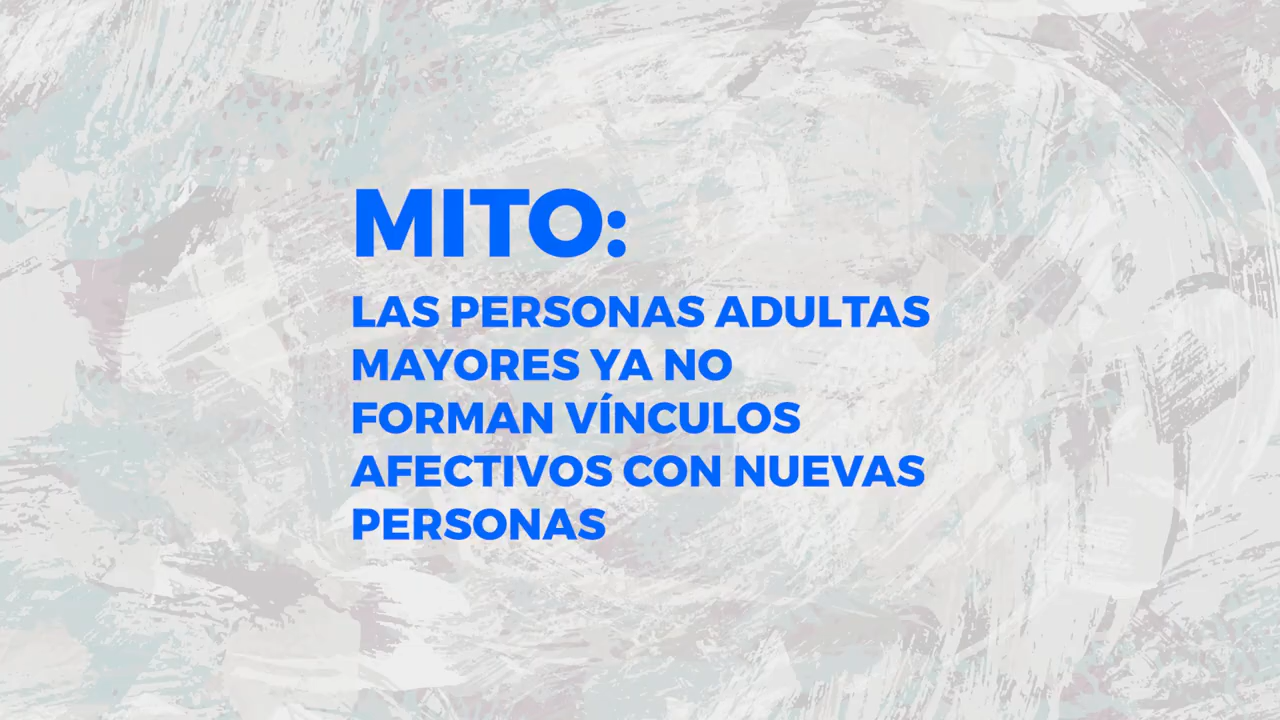 MITO:
LAS PERSONAS ADULTAS
MAYORES YA NO
FORMAN VÍNCULOS
AFECTIVOS CON NUEVAS
PERSONAS